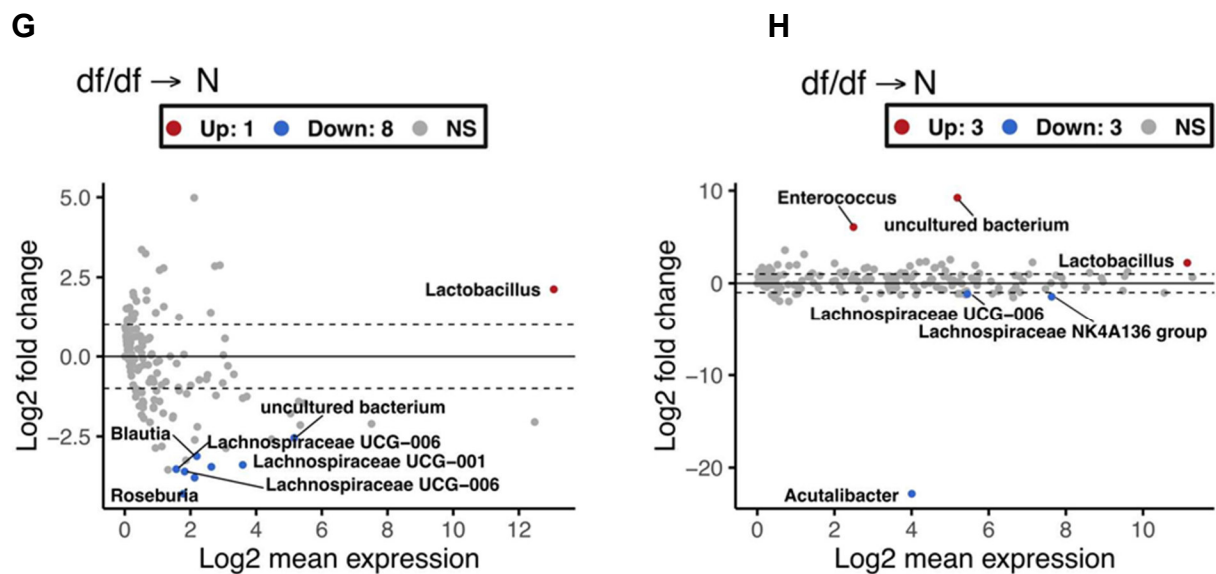 G
df/df → N
Up: 1 Down: 8 NS
5.0
2.5
0.0
−2.5
Log2 fold change
Lactobacillus
uncultured bacterium
Blautia
Lachnospiraceae UCG−006
Lachnospiraceae UCG−001
Lachnospiraceae UCG−006
Roseburia
0 2 4 6 8 10 12
Log2 mean expression
H
df/df → N
Up: 3 Down: 3 NS
10
0
−10
−20
Log2 fold change
Enterococcus
uncultured bacterium
Lactobacillus
Lachnospiraceae UCG−006
Lachnospiraceae NK4A136 group
Acutalibacter
0 2 4 6 8 10
Log2 mean expression